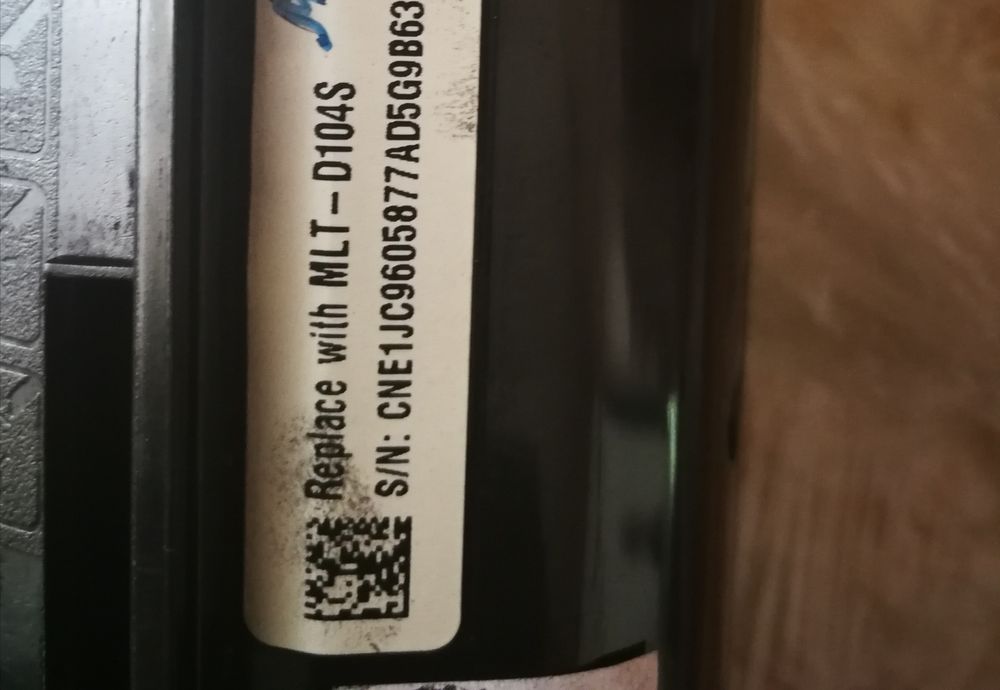 Replace with MLT-D104S
S/N: CNE1JC9605877AD5G9B63